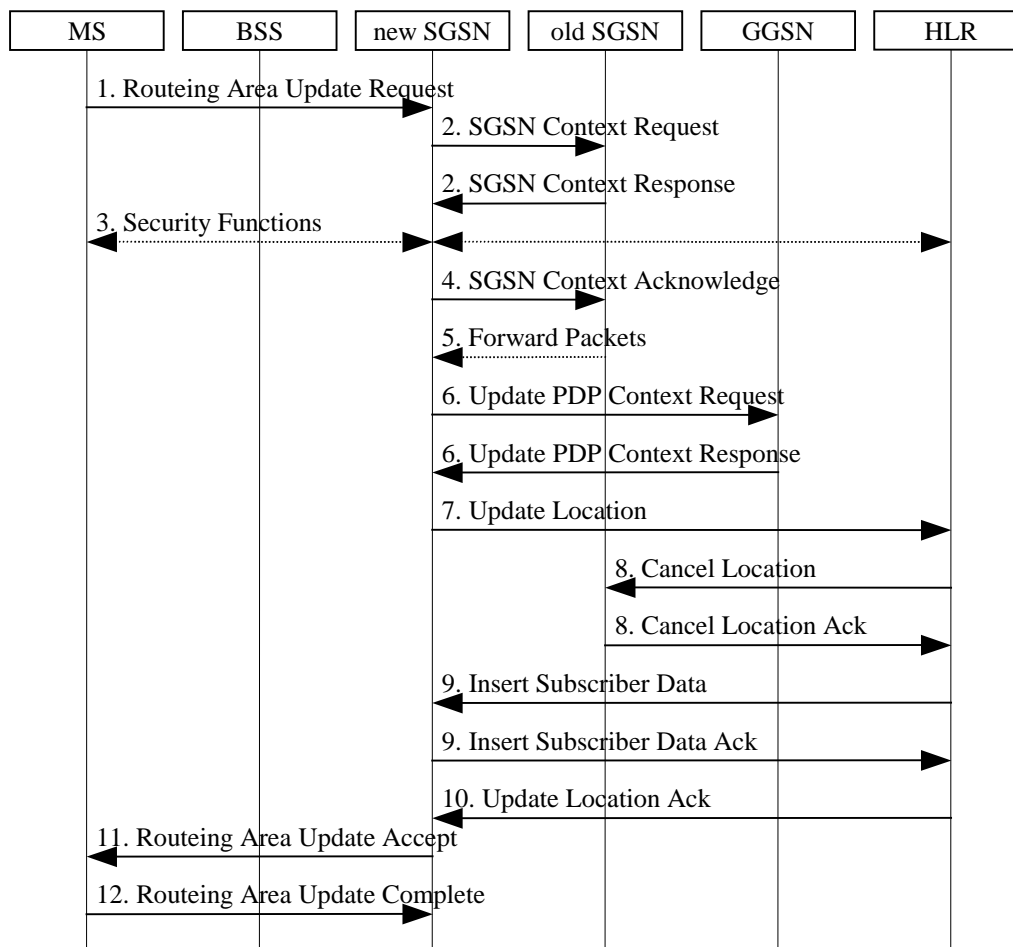 MS BSS new SGSN old SGSN GGSN HLR
1. Routeing Area Update Request
2. SGSN Context Request
2. SGSN Context Response
3. Security Functions
4. SGSN Context Acknowledge
5. Forward Packets
6. Update PDP Context Request
6. Update PDP Context Response
7. Update Location
8. Cancel Location
8. Cancel Location Ack
9. Insert Subscriber Data
9. Insert Subscriber Data Ack
10. Update Location Ack
11. Routeing Area Update Accept
12. Routeing Area Update Complete